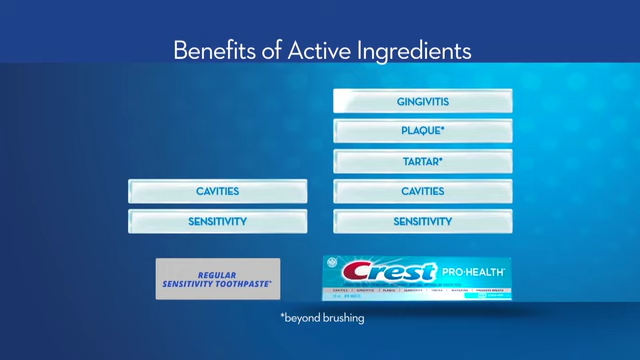 Benefits of Active Ingredients
GINGIVITIS
PLAQUE*
TARTAR*
CAVITIES
CAVITIES
SENSITIVITY
SENSITIVITY
REGULAR
SENSITIVITY TOOTHPASTE*
Crest PRO-HEALTH
*beyond brushing